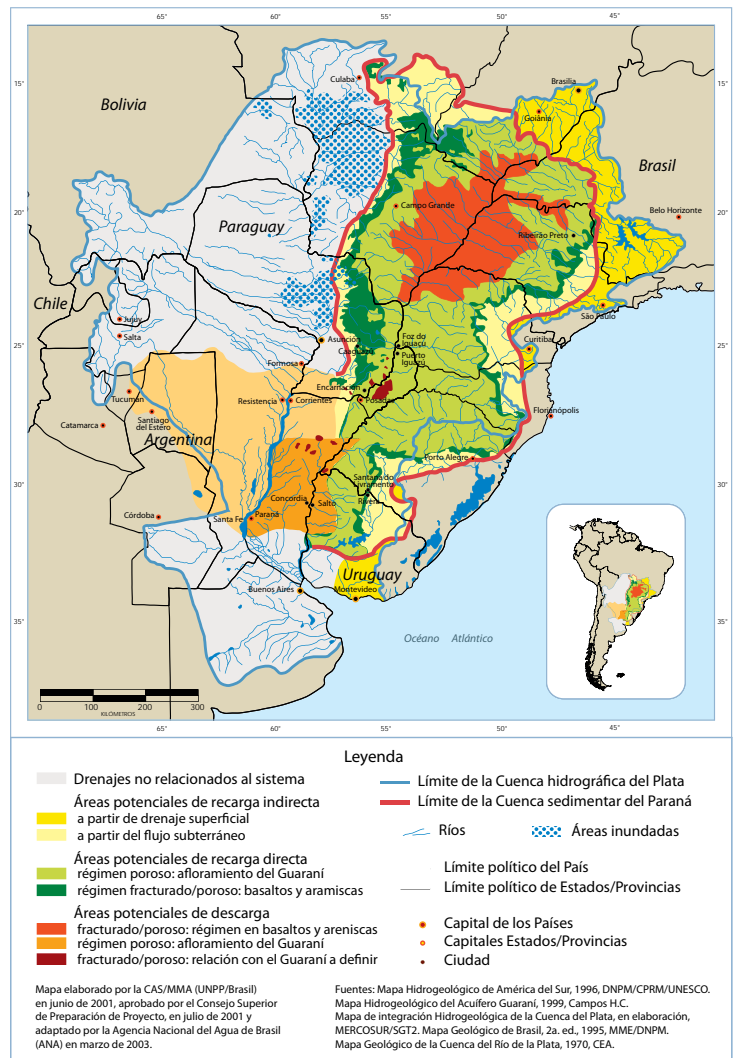 65°
60°
55°
50°
45°
15°
15°
20°
20°
25°
25°
30°
30°
35°
35°
Bolivia
Culaba
Brasilia
Goiânia
Brasil
Belo Horizonte
Campo Grande
Paraguay
Ribeirão Preto
Chile
Jujuy
Salta
São Paulo
Asunción
Caaguazú
Foz do
Iguaçú
Puerto
Iguazú
Curitiba
Formosa
Encarnación
Tucumán
Resistencia
Corrientes
Posadas
Florianópolis
Catamarca
Santiago
del Estero
Argentina
Porto Alegre
Santana do
Livramento
Rivera
Concordia
Salto
Córdoba
Santa Fe
Paraná
Uruguay
Buenos Aires
Montevideo
Océano Atlántico
0 100 200 300
KILÓMETROS
65°
60°
55°
50°
45°
Leyenda
Drenajes no relacionados al sistema
Áreas potenciales de recarga indirecta
a partir de drenaje superficial
a partir del flujo subterráneo
Áreas potenciales de recarga directa
régimen poroso: afloramiento del Guaraní
régimen fracturado/poroso: basaltos y aramiscas
Áreas potenciales de descarga
fracturado/poroso: régimen en basaltos y areniscas
régimen poroso: afloramiento del Guaraní
fracturado/poroso: relación con el Guaraní a definir
Límite de la Cuenca hidrográfica del Plata
Límite de la Cuenca sedimentar del Paraná
Ríos
Áreas inundadas
Límite político del País
Límite político de Estados/Provincias
Capital de los Países
Capitales Estados/Provincias
Ciudad
Mapa elaborado por la CAS/MMA (UNPP/Brasil)
en junio de 2001, aprobado por el Consejo Superior
de Preparación de Proyecto, en julio de 2001 y
adaptado por la Agencia Nacional del Agua de Brasil
(ANA) en marzo de 2003.
Fuentes: Mapa Hidrogeológico de América del Sur, 1996, DNPM/CPRM/UNESCO.
Mapa Hidrogeológico del Acuífero Guaraní, 1999, Campos H.C.
Mapa de integración Hidrogeológica de la Cuenca del Plata, en elaboración,
MERCOSUR/SGT2. Mapa Geológico de Brasil, 2a. ed., 1995, MME/DNPM.
Mapa Geológico de la Cuenca del Río de la Plata, 1970, CEA.